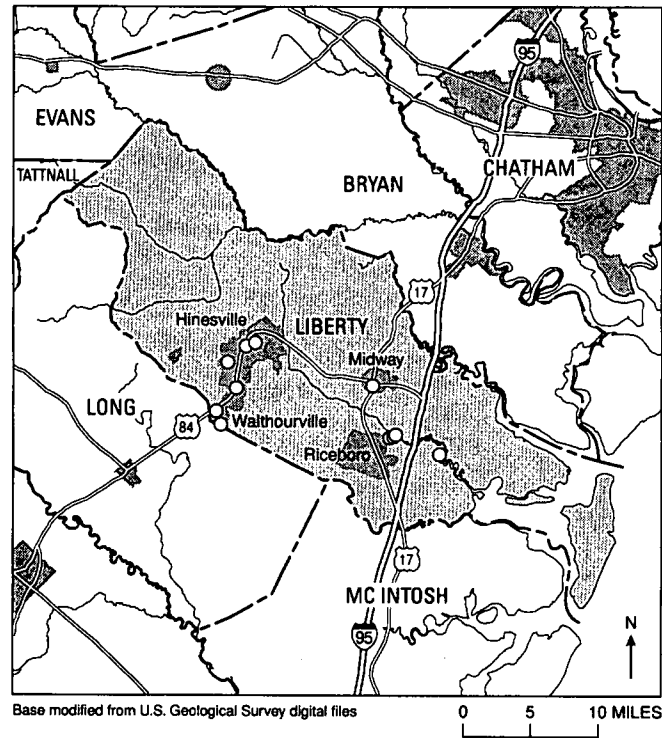 95
EVANS
CHATHAM
TATTNALL
BRYAN
17
Hinesville
LIBERTY
Midway
LONG
84
Walthourville
Riceboro
17
MC INTOSH
95
N
Base modified from U.S. Geological Survey digital files
0 5 10 MILES